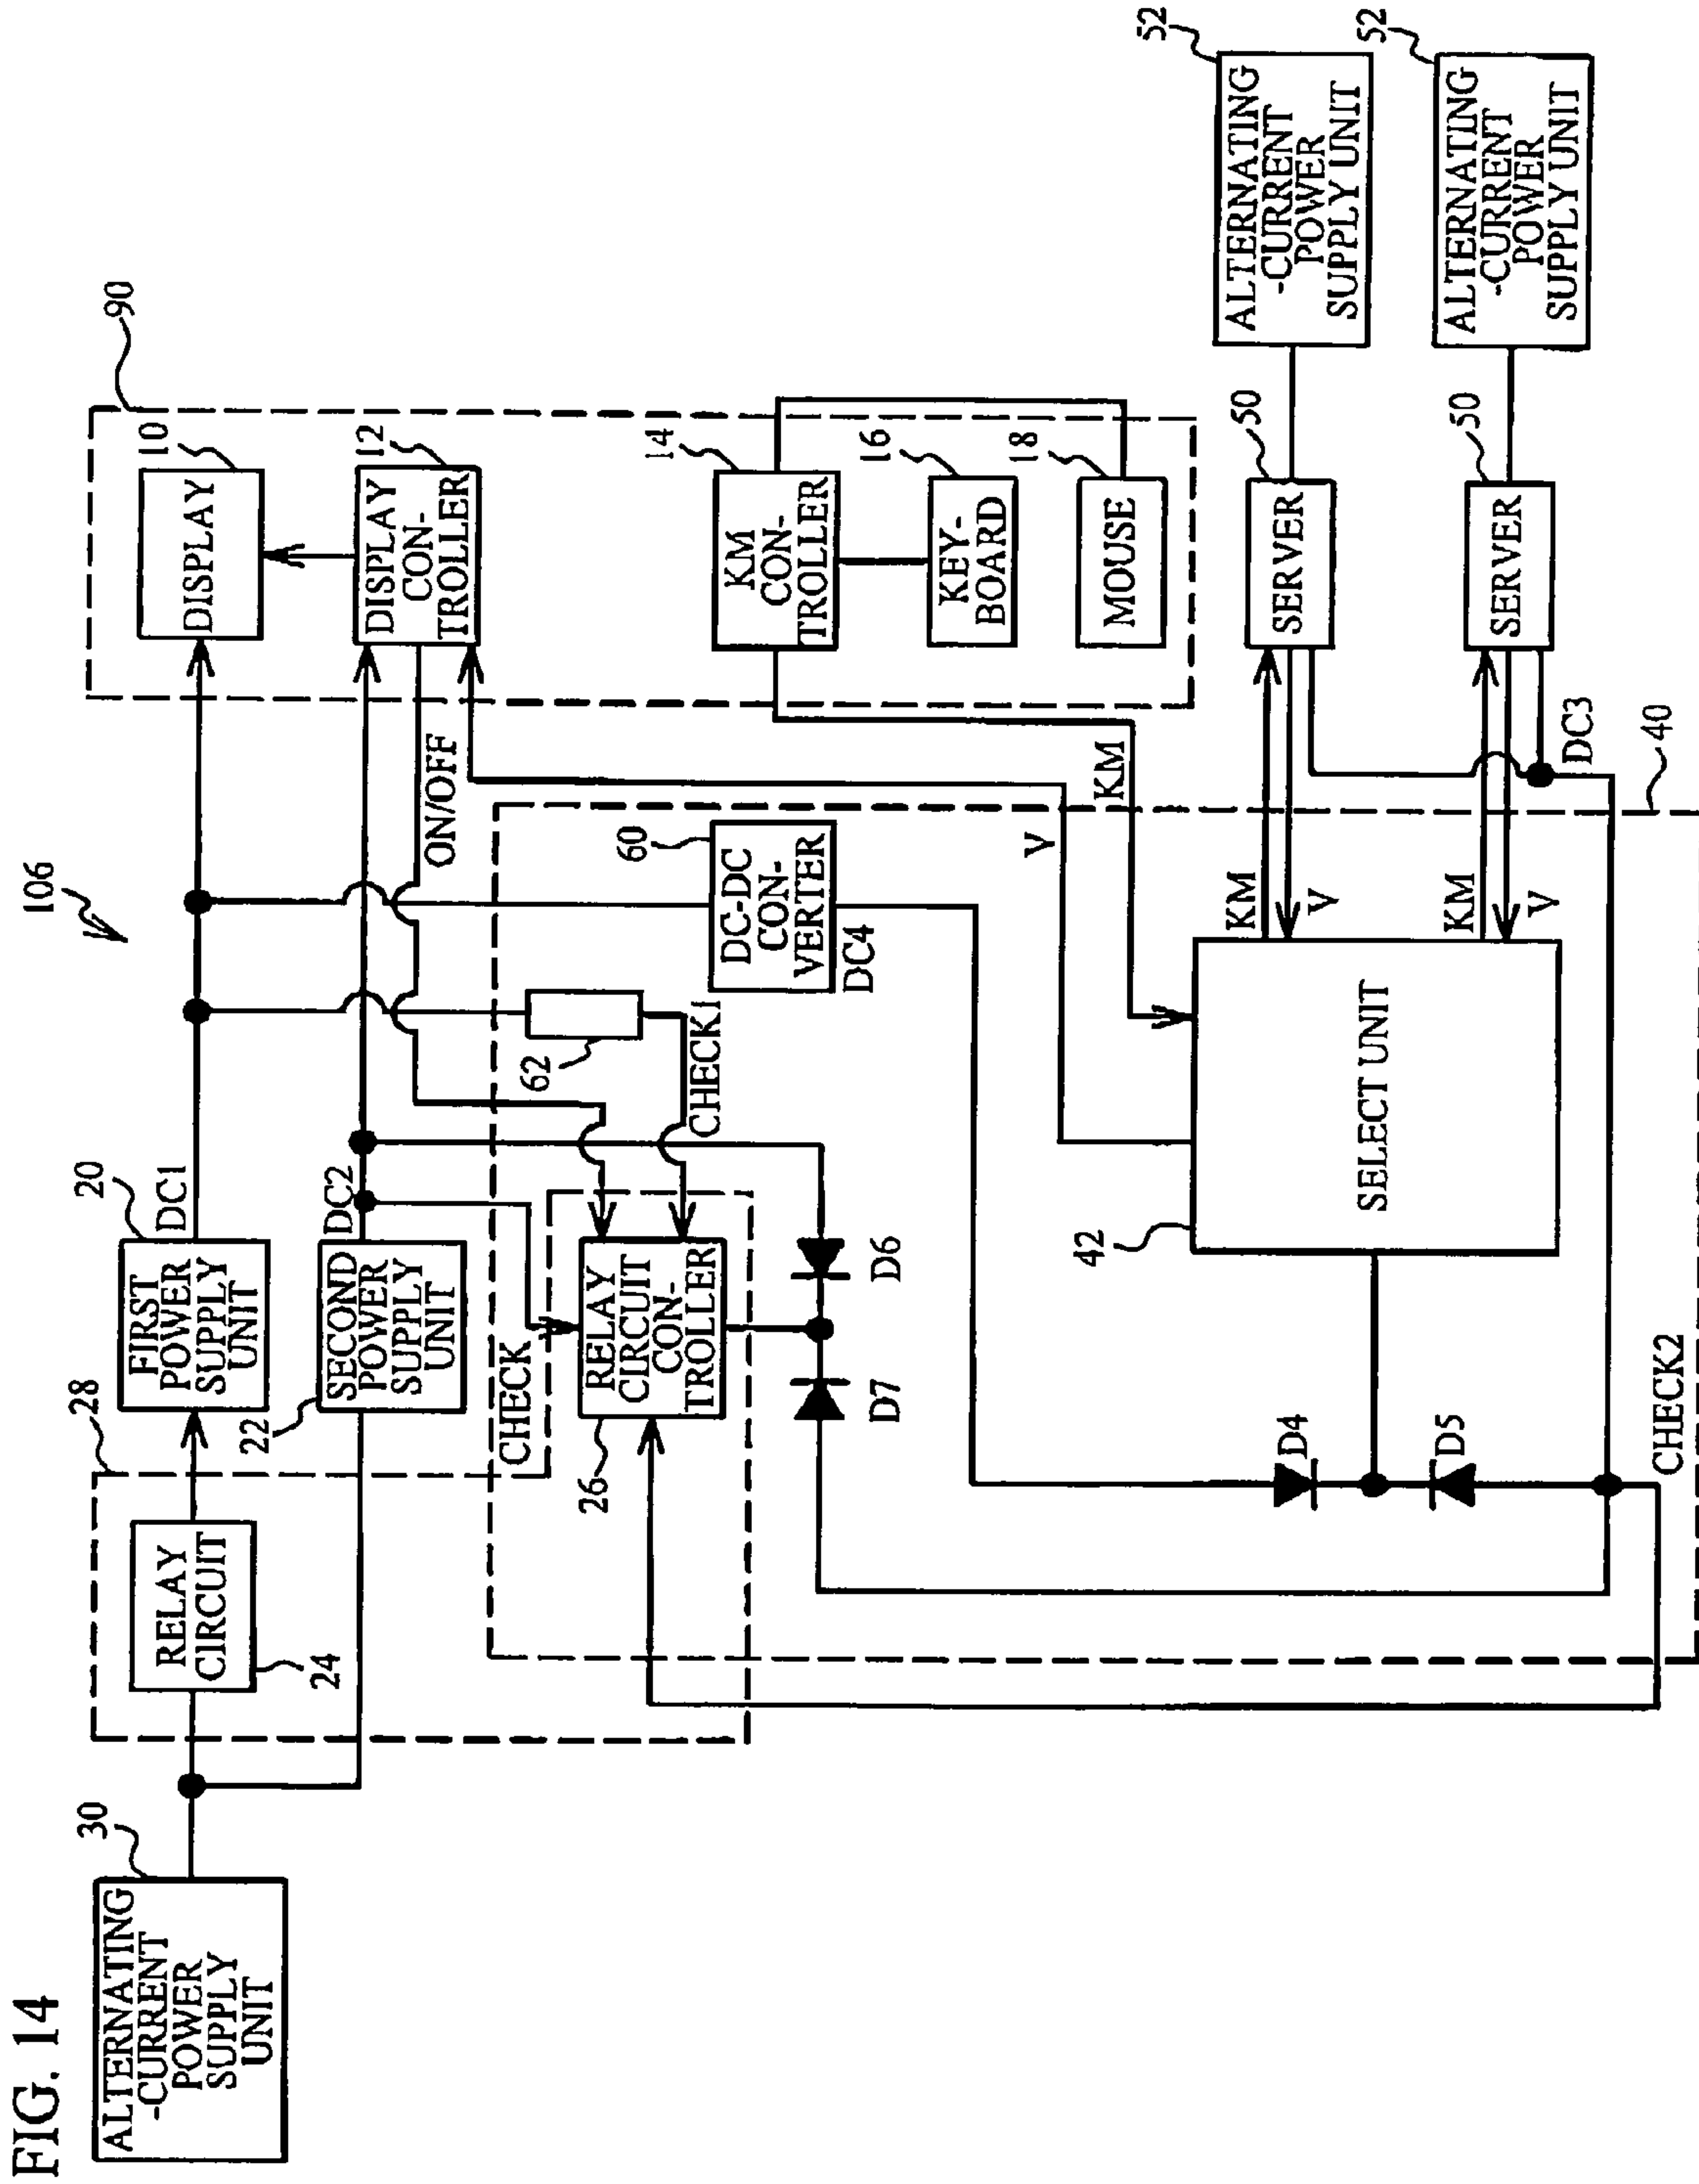 FIG. 14
106
ALTERNATING
-CURRENT
POWER
SUPPLY
UNIT
30
28
RELAY
CIRCUIT
24
FIRST
POWER
SUPPLY
UNIT
20
DC1
SECOND
POWER
SUPPLY
UNIT
22
DC2
90
DISPLAY
10
DISPLAY
CON-
TROLLER
12
ON/OFF
KM
CON-
TROLLER
14
KEY-
BOARD
16
MOUSE
18
CHECK
RELAY
CIRCUIT
CON-
TROLLER
26
62
CHECK1
DC-DC
CON-
VERTER
60
DC4
D7
D6
KM
V
D4
D5
SELECT UNIT
42
KM
V
KM
V
SERVER
50
SERVER
50
ALTERNATING
-CURRENT
POWER
SUPPLY UNIT
52
ALTERNATING
-CURRENT
POWER
SUPPLY UNIT
52
DC3
40
CHECK2